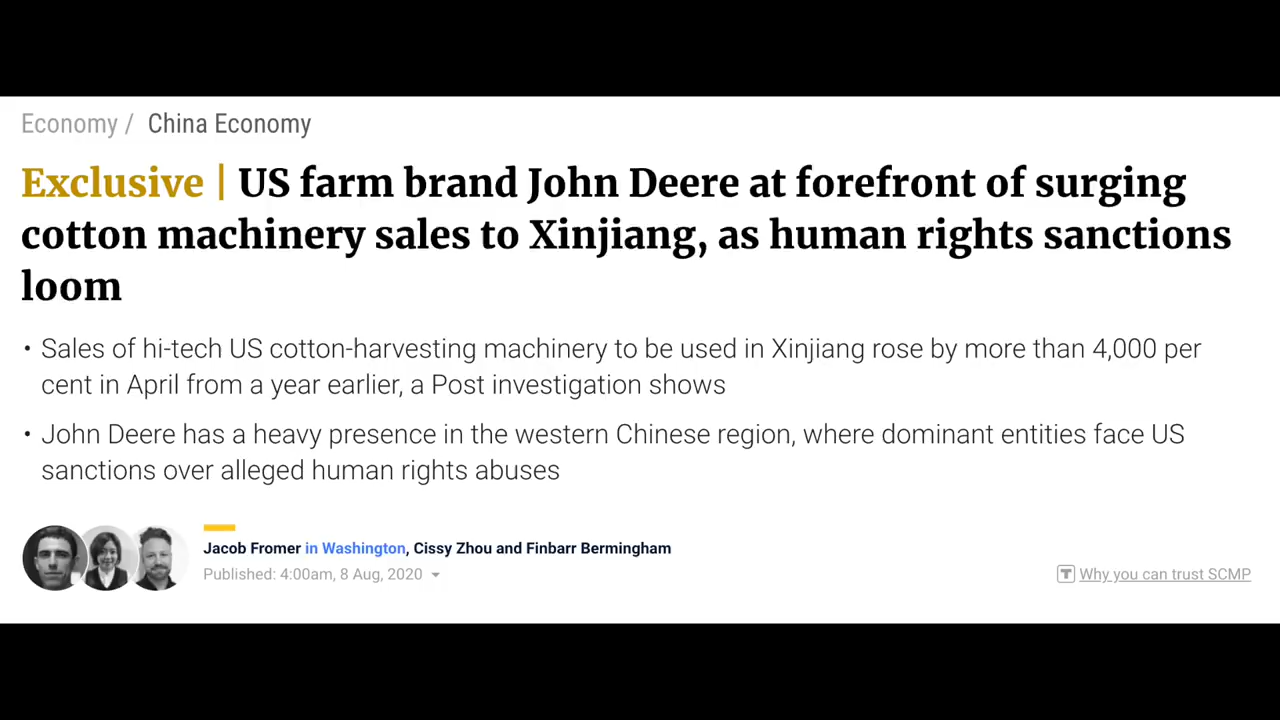 Economy / China Economy
Exclusive | US farm brand John Deere at forefront of surging
cotton machinery sales to Xinjiang, as human rights sanctions
loom
• Sales of hi-tech US cotton-harvesting machinery to be used in Xinjiang rose by more than 4,000 per
cent in April from a year earlier, a Post investigation shows
• John Deere has a heavy presence in the western Chinese region, where dominant entities face US
sanctions over alleged human rights abuses
Jacob Fromer in Washington, Cissy Zhou and Finbarr Bermingham
Published: 4:00am, 8 Aug, 2020
T Why you can trust SCMP